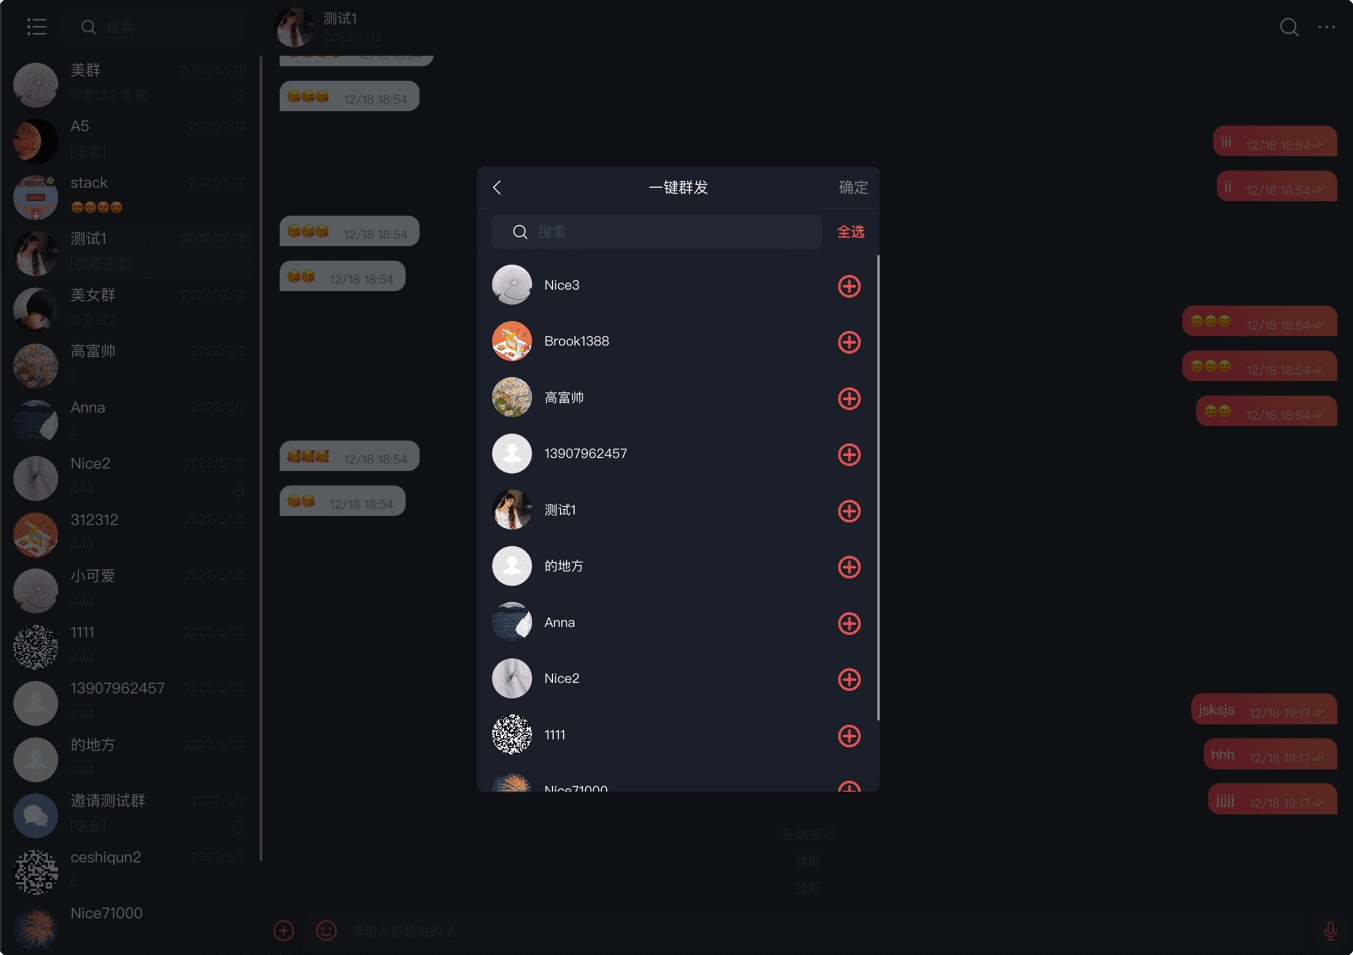 搜索
测试1
2023/1/12
美群
2022/12/29
测试2 急救
A5
2023/1/12
[语音]
stack
2023/1/10
测试1
2022/12/18
[视频通话]
美女群
2022/12/18
测试2
高富帅
2022/6/2
5
Anna
2022/6/2
4
Nice2
2022/5/30
444
312312
2022/5/30
444
小可爱
2022/5/30
444
1111
2022/5/30
444
13907962457
2022/5/30
444
的地方
2022/5/30
444
邀请测试群
2022/5/6
[语音]
ceshiqun2
2022/5/6
0
Nice71000
12/18 18:54
12/18 18:54
iii 12/18 18:54
ii 12/18 18:54
12/18 18:54
12/18 18:54
12/18 18:54
12/18 18:54
12/18 18:54
12/18 18:54
12/18 18:54
jsksjs 12/18 19:17
hhh 12/18 19:17
jjjjj 12/18 19:17
拒绝接听
挂断
挂断
请输入你想说的话
一键群发
确定
搜索
全选
Nice3
Brook1388
高富帅
13907962457
测试1
的地方
Anna
Nice2
1111
Nice71000